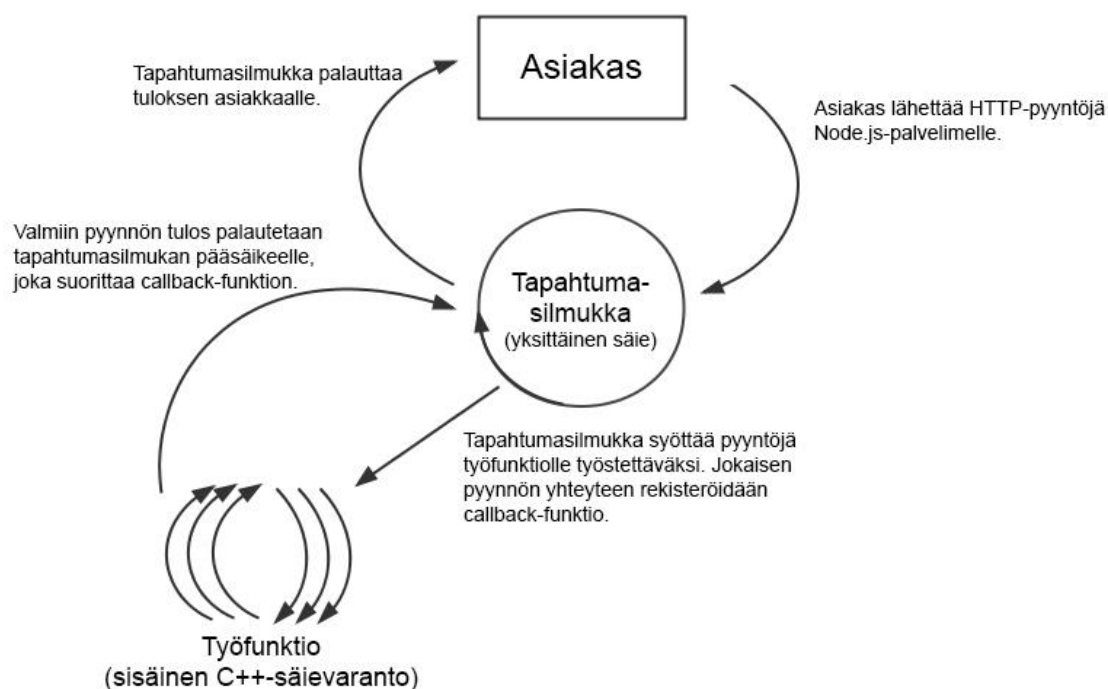 Asiakas
Tapahtumasilmukka palauttaa
tuloksen asiakkaalle.
Asiakas lähettää HTTP-pyyntöjä
Node.js-palvelimelle.
Valmiin pyynnön tulos palautetaan
tapahtumasilmukan pääsäikeelle,
joka suorittaa callback-funktion.
Tapahtuma-
silmukka
(yksittäinen säie)
Tapahtumasilmukka syöttää pyyntöjä
työfunktiolle työstettäväksi. Jokaisen
pyynnön yhteyteen rekisteröidään
callback-funktio.
Työfunktio
(sisäinen C++-säievaranto)